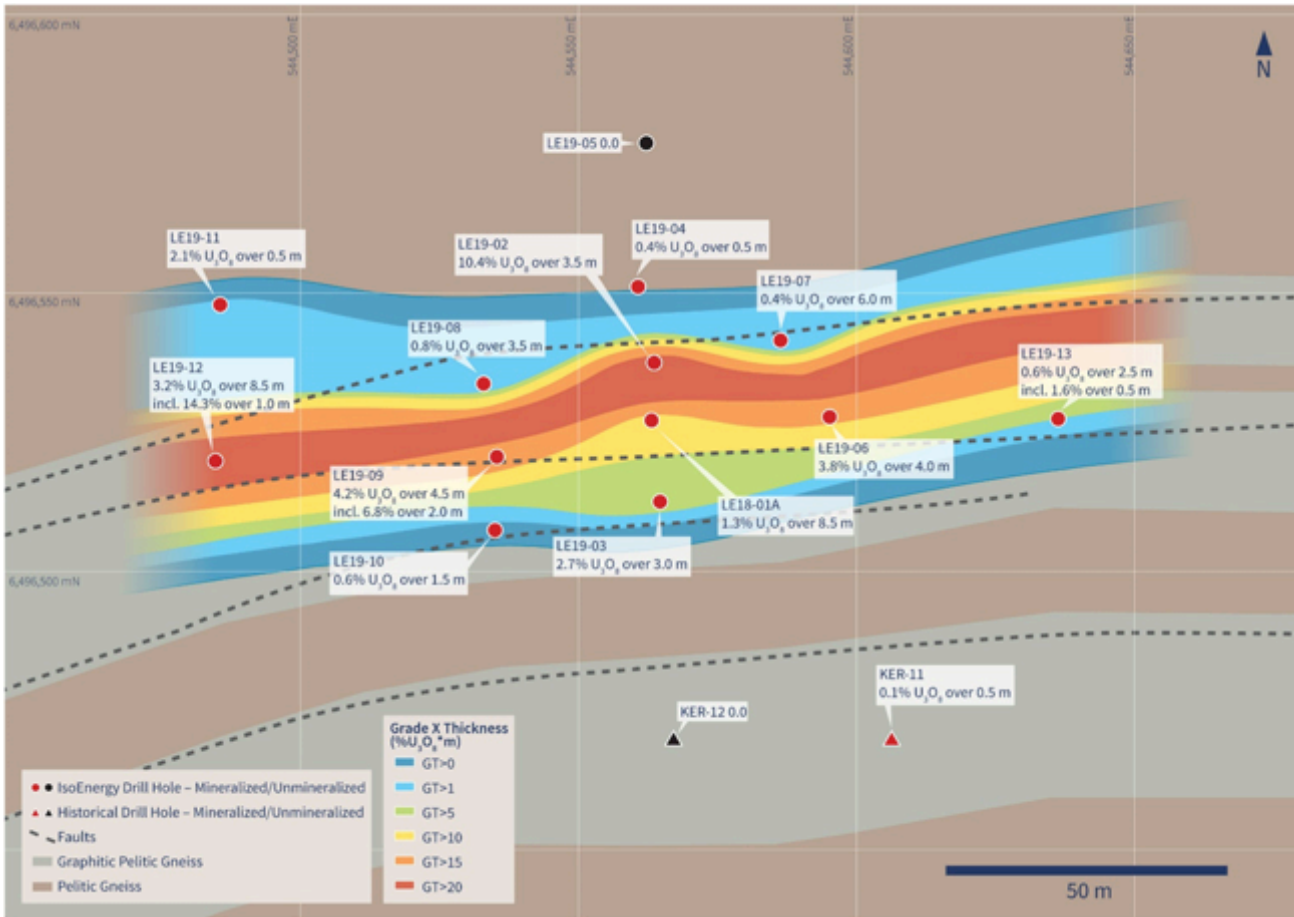 6,496,600 mN
544,500 mE
544,550 mE
544,600 mE
544,650 mE
N
LE19-05 0.0
LE19-11
2.1% U₃O₈ over 0.5 m
LE19-02
10.4% U₃O₈ over 3.5 m
LE19-04
0.4% U₃O₈ over 0.5 m
LE19-07
0.4% U₃O₈ over 6.0 m
6,496,550 mN
LE19-08
0.8% U₃O₈ over 3.5 m
LE19-12
3.2% U₃O₈ over 8.5 m
incl. 14.3% over 1.0 m
LE19-13
0.6% U₃O₈ over 2.5 m
incl. 1.6% over 0.5 m
LE19-06
3.8% U₃O₈ over 4.0 m
LE19-09
4.2% U₃O₈ over 4.5 m
incl. 6.8% over 2.0 m
LE18-01A
1.3% U₃O₈ over 8.5 m
LE19-03
2.7% U₃O₈ over 3.0 m
LE19-10
0.6% U₃O₈ over 1.5 m
6,496,500 mN
KER-11
0.1% U₃O₈ over 0.5 m
KER-12 0.0
Grade X Thickness
(%U₃O₈*m)
GT>0
GT>1
GT>5
GT>10
GT>15
GT>20
IsoEnergy Drill Hole – Mineralized/Unmineralized
Historical Drill Hole – Mineralized/Unmineralized
Faults
Graphitic Pelitic Gneiss
Pelitic Gneiss
50 m